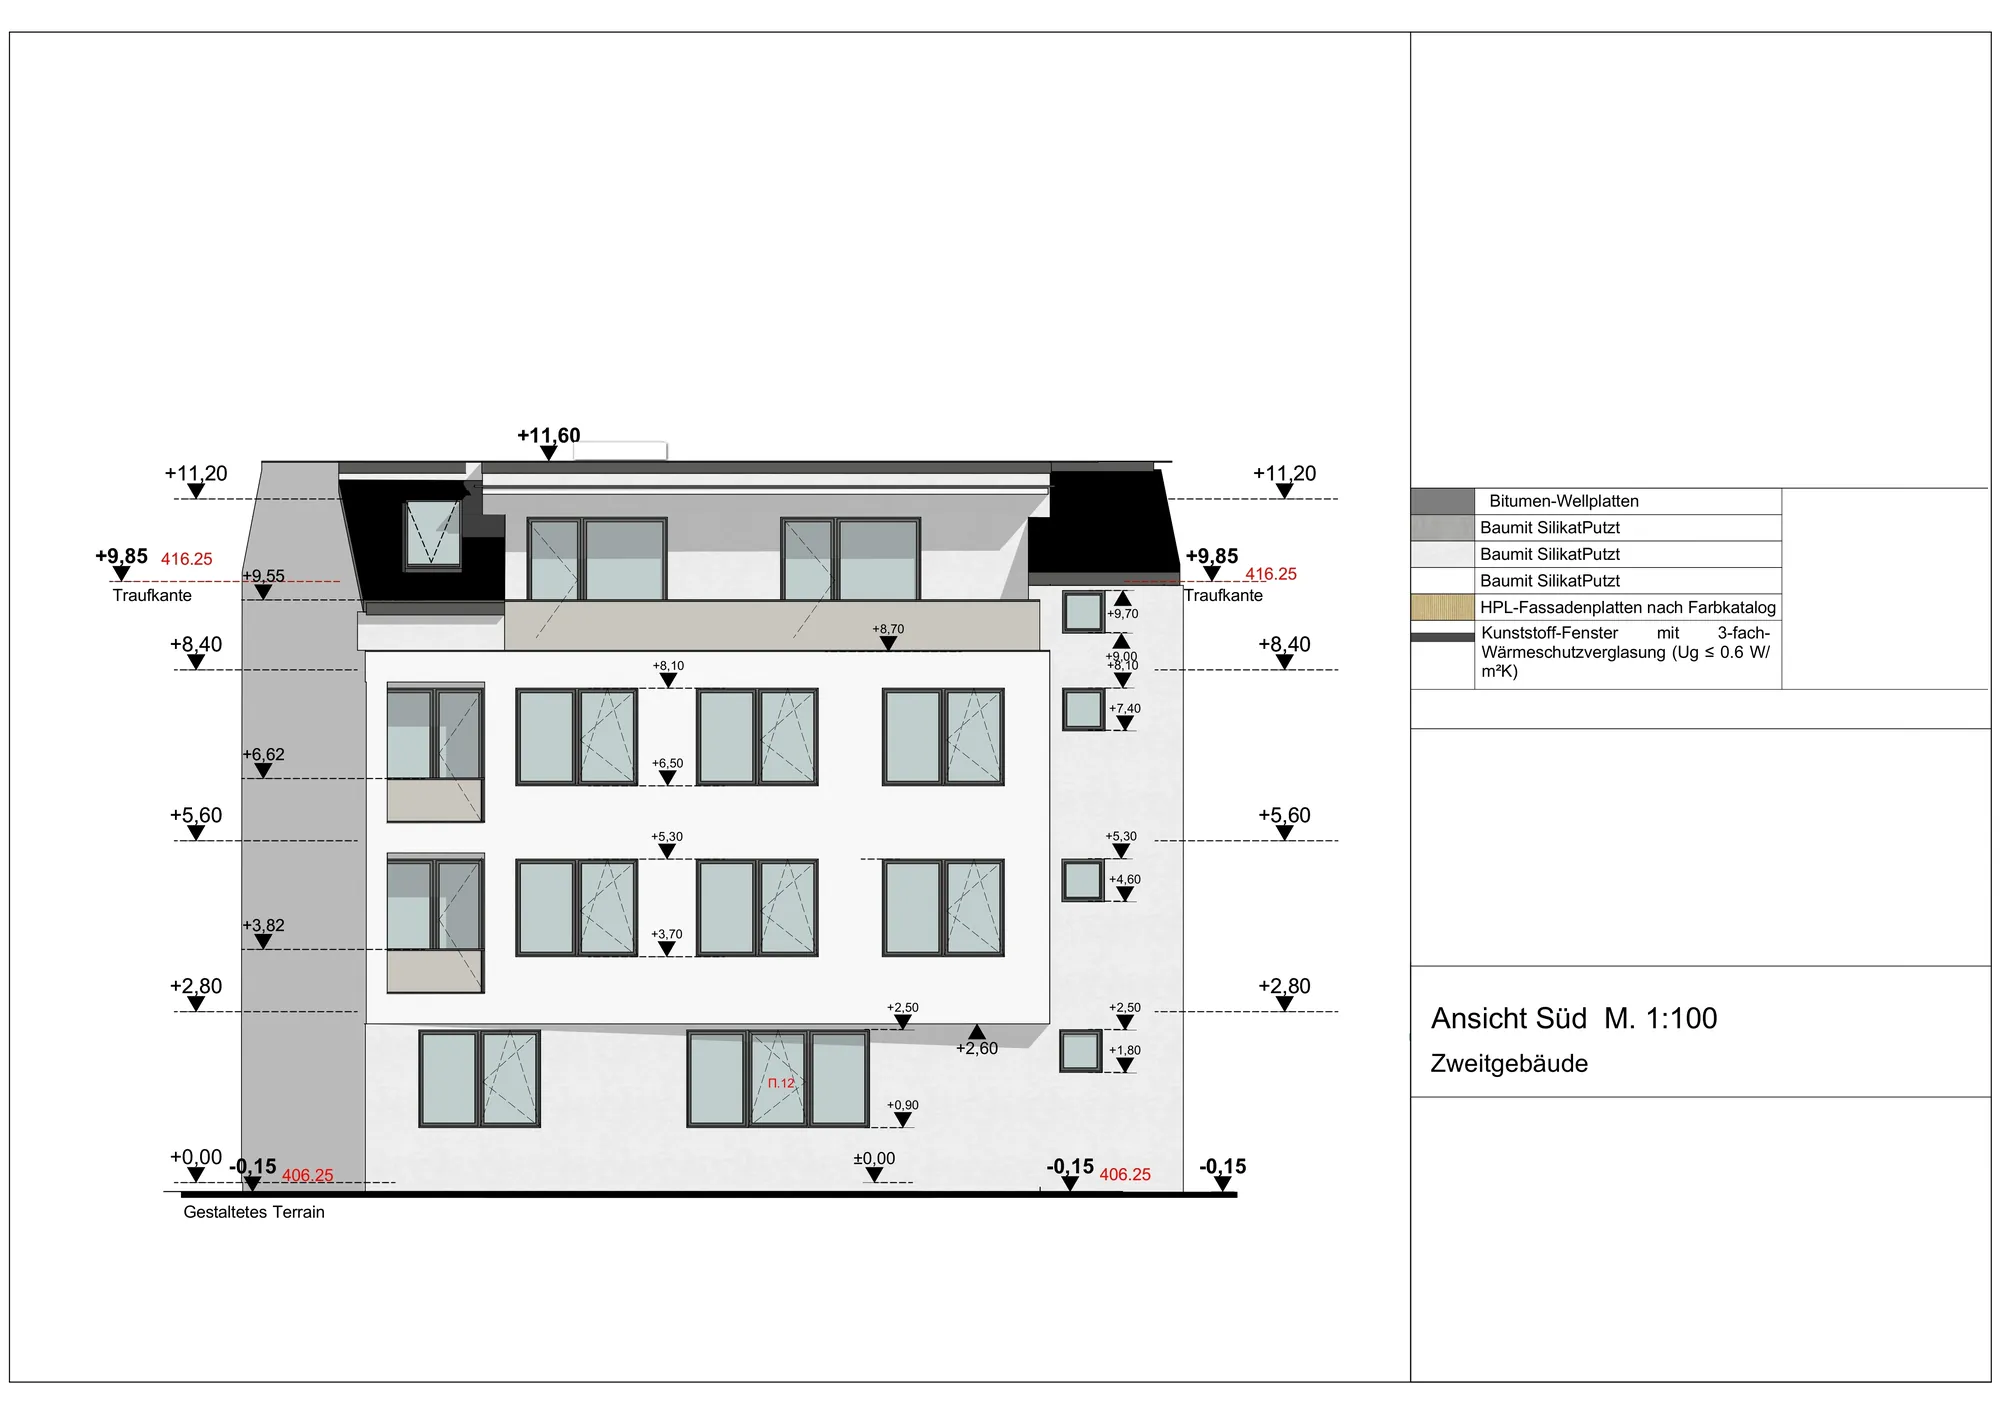 +11,60
+11,20
+11,20
+9,85 416.25
+9,85
416.25
+9,55
Traufkante
Traufkante
+9,70
+8,70
+8,40
+8,40
+9,00
+8,10
+8,10
+7,40
+6,62
+6,50
+5,60
+5,60
+5,30
+5,30
+4,60
+3,82
+3,70
+2,80
+2,80
+2,50
+2,50
+2,60
+1,80
П.12
+0,90
+0,00
±0,00
-0,15 406.25
-0,15 406.25
-0,15
Gestaltetes Terrain
Bitumen-Wellplatten
Baumit SilikatPutzt
Baumit SilikatPutzt
Baumit SilikatPutzt
HPL-Fassadenplatten nach Farbkatalog
Kunststoff-Fenster mit 3-fach-
Wärmeschutzverglasung (Ug ≤ 0.6 W/
m²K)
Ansicht Süd M. 1:100
Zweitgebäude